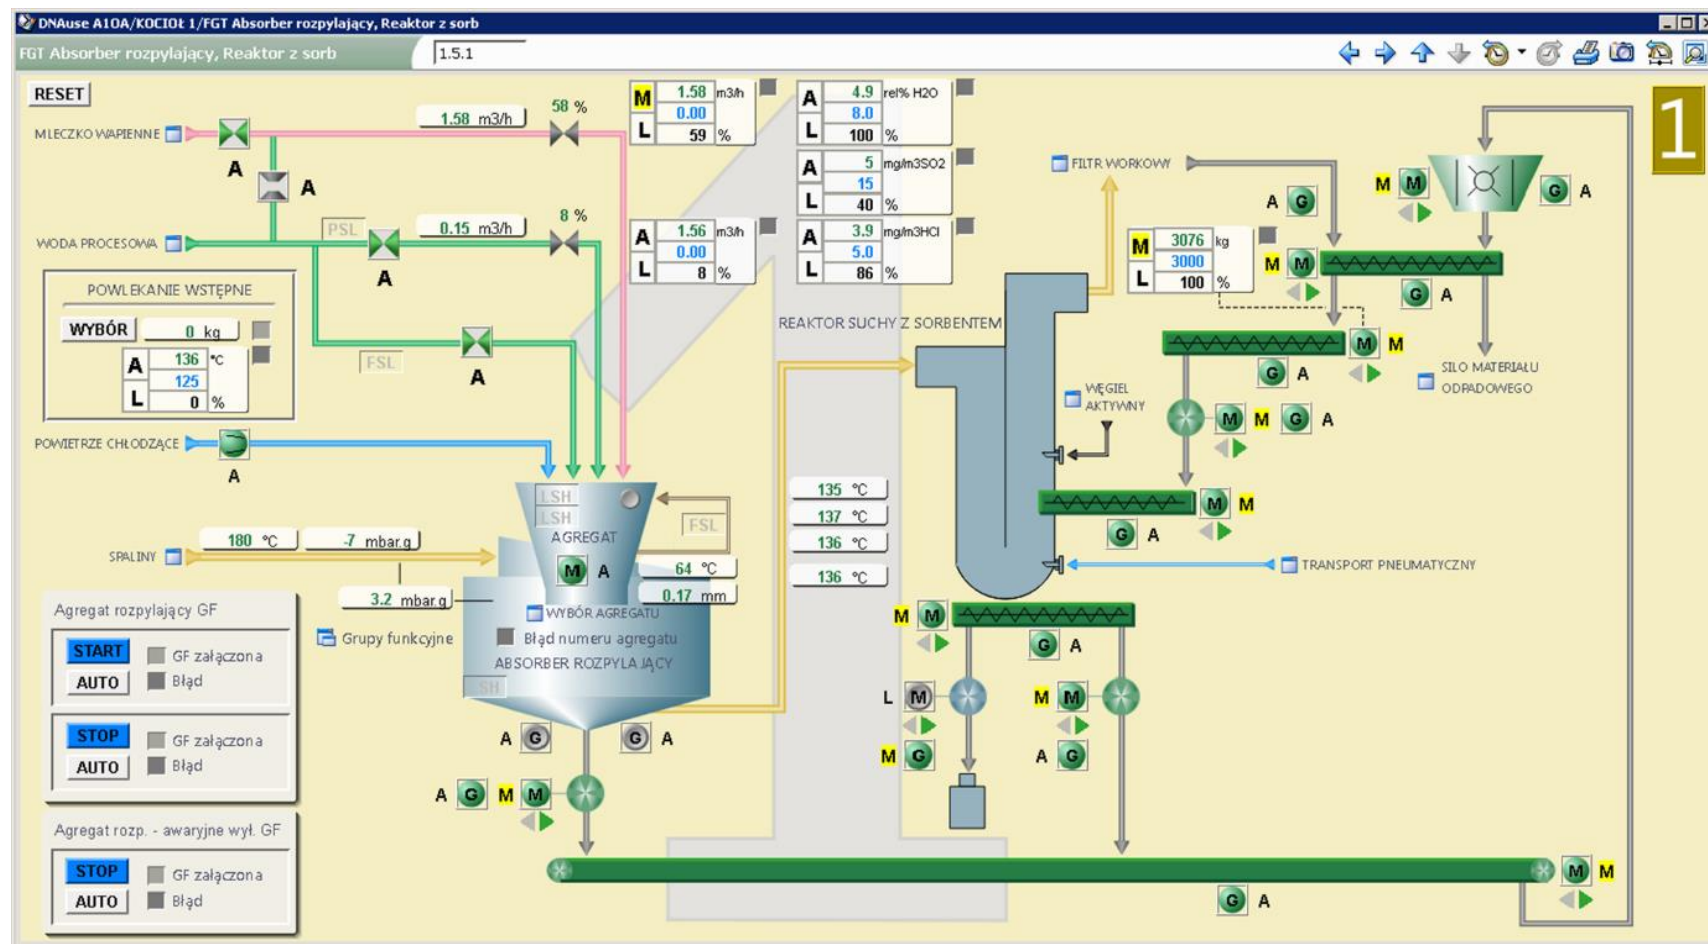 DNAuse A10A/KOCIOŁ 1/FGT Absorber rozpylający, Reaktor z sorb
FGT Absorber rozpylający, Reaktor z sorb
1.5.1
RESET
MLECZKO WAPIENNE
A
1.58 m3/h
58 %
A
WODA PROCESOWA
PSL
A
0.15 m3/h
8 %
FSL
A
M 1.58 m3/h
0.00
L 59 %
A 1.56 m3/h
0.00
L 8 %
A 4.9 rel% H2O
8.0
L 100 %
A 5 mg/m3SO2
15
L 40 %
A 3.9 mg/m3HCl
5.0
L 86 %
POWLEKANIE WSTĘPNE
WYBÓR 0 kg
A 136 °C
125
L 0 %
POWIETRZE CHŁODZĄCE
A
SPALINY
180 °C
-7 mbar.g
3.2 mbar.g
LSH
LSH
FSL
AGREGAT
M A
64 °C
0.17 mm
WYBÓR AGREGATU
Błąd numeru agregatu
ABSORBER ROZPYLAJĄCY
LSH
Grupy funkcyjne
A G
G A
A G M M
Agregat rozpylający GF
START GF załączona
AUTO Błąd
STOP GF załączona
AUTO Błąd
Agregat rozp. - awaryjne wył. GF
STOP GF załączona
AUTO Błąd
REAKTOR SUCHY Z SORBENTEM
135 °C
137 °C
136 °C
136 °C
FILTR WORKOWY
A G
M M
G A
1
M M
G A
M 3076 kg
3000
L 100 %
M M
G A
SILO MATERIAŁU
ODPADOWEGO
WĘGIEL
AKTYWNY
M M G A
M M
G A
TRANSPORT PNEUMATYCZNY
M M
G A
L M
M G
M M
A G
M M
G A